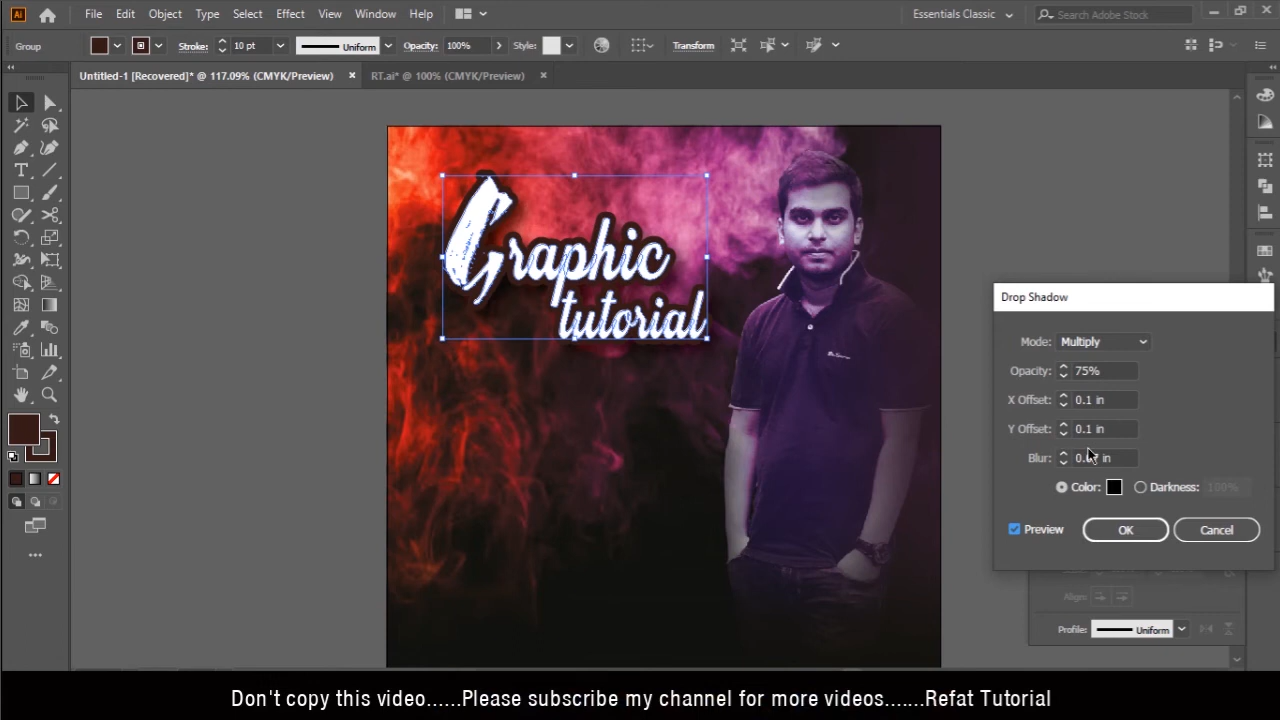 Ai File Edit Object Type Select Effect View Window Help Essentials Classic Search Adobe Stock
Group Stroke: 10 pt Uniform Opacity: 100% Style: Transform
Untitled-1 [Recovered]* @ 117.09% (CMYK/Preview) RT.ai* @ 100% (CMYK/Preview)
Graphic
tutorial
Drop Shadow
Mode: Multiply
Opacity: 75%
X Offset: 0.1 in
Y Offset: 0.1 in
Blur: in
Color: Darkness: 100%
Preview OK Cancel
Align:
Profile: Uniform
Don't copy this video......Please subscribe my channel for more videos.......Refat Tutorial